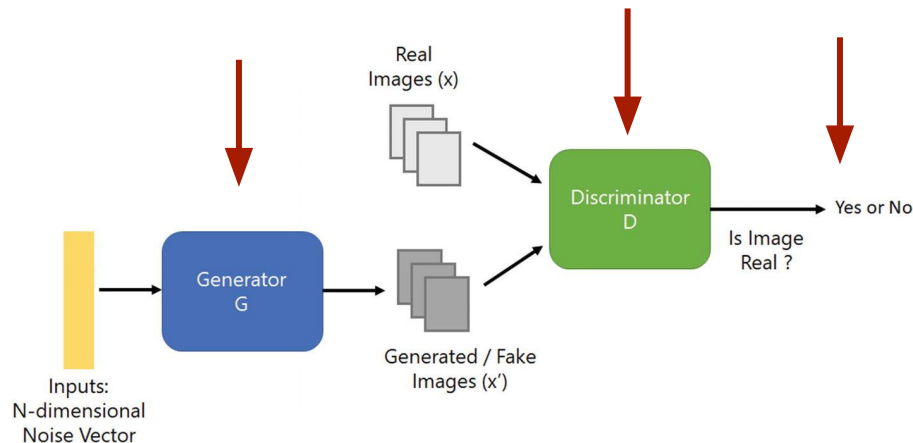 Real
Images (x)
Discriminator
D
Yes or No
Is Image
Real ?
Generator
G
Generated / Fake
Images (x’)
Inputs:
N-dimensional
Noise Vector